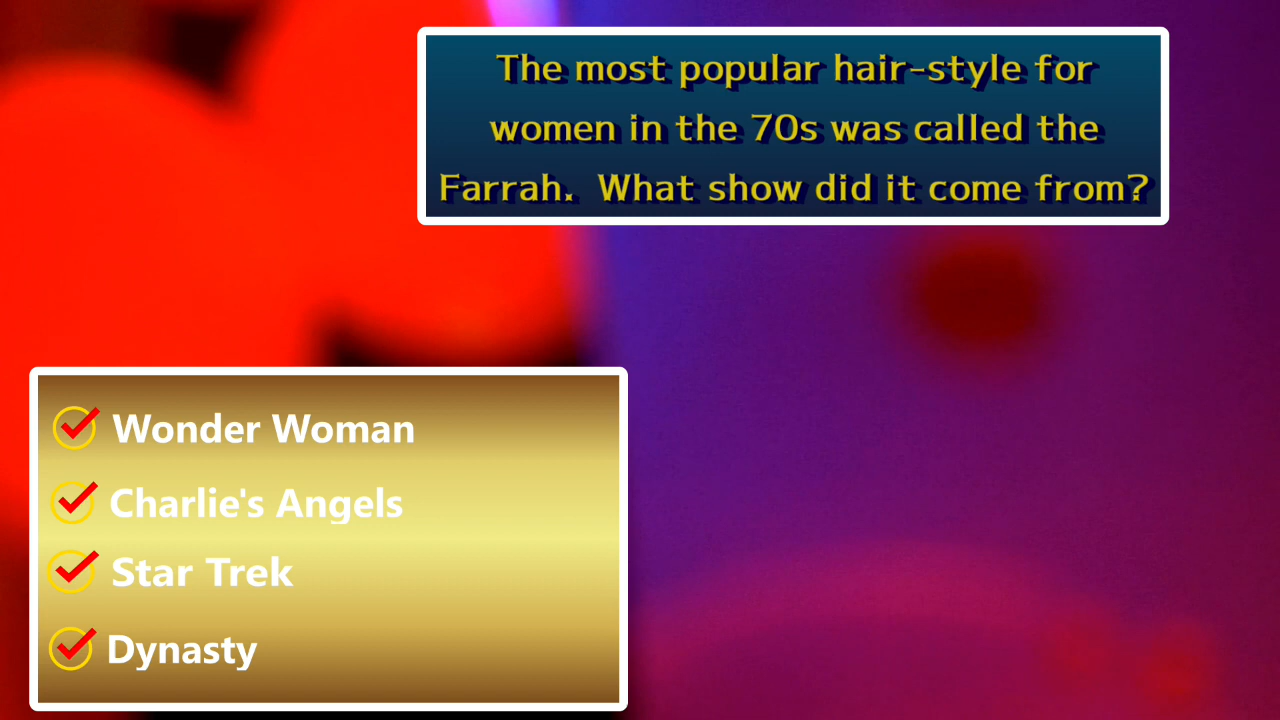 The most popular hair-style for
women in the 70s was called the
Farrah. What show did it come from?
Wonder Woman
Charlie's Angels
Star Trek
Dynasty